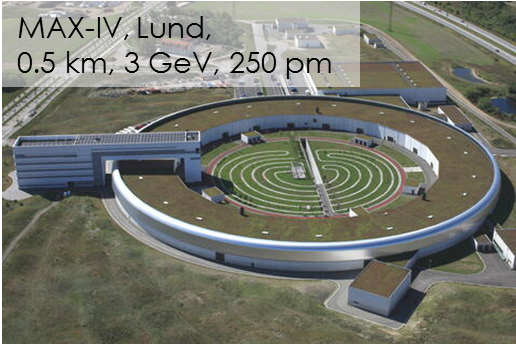 MAX-IV, Lund,
0.5 km, 3 GeV, 250 pm